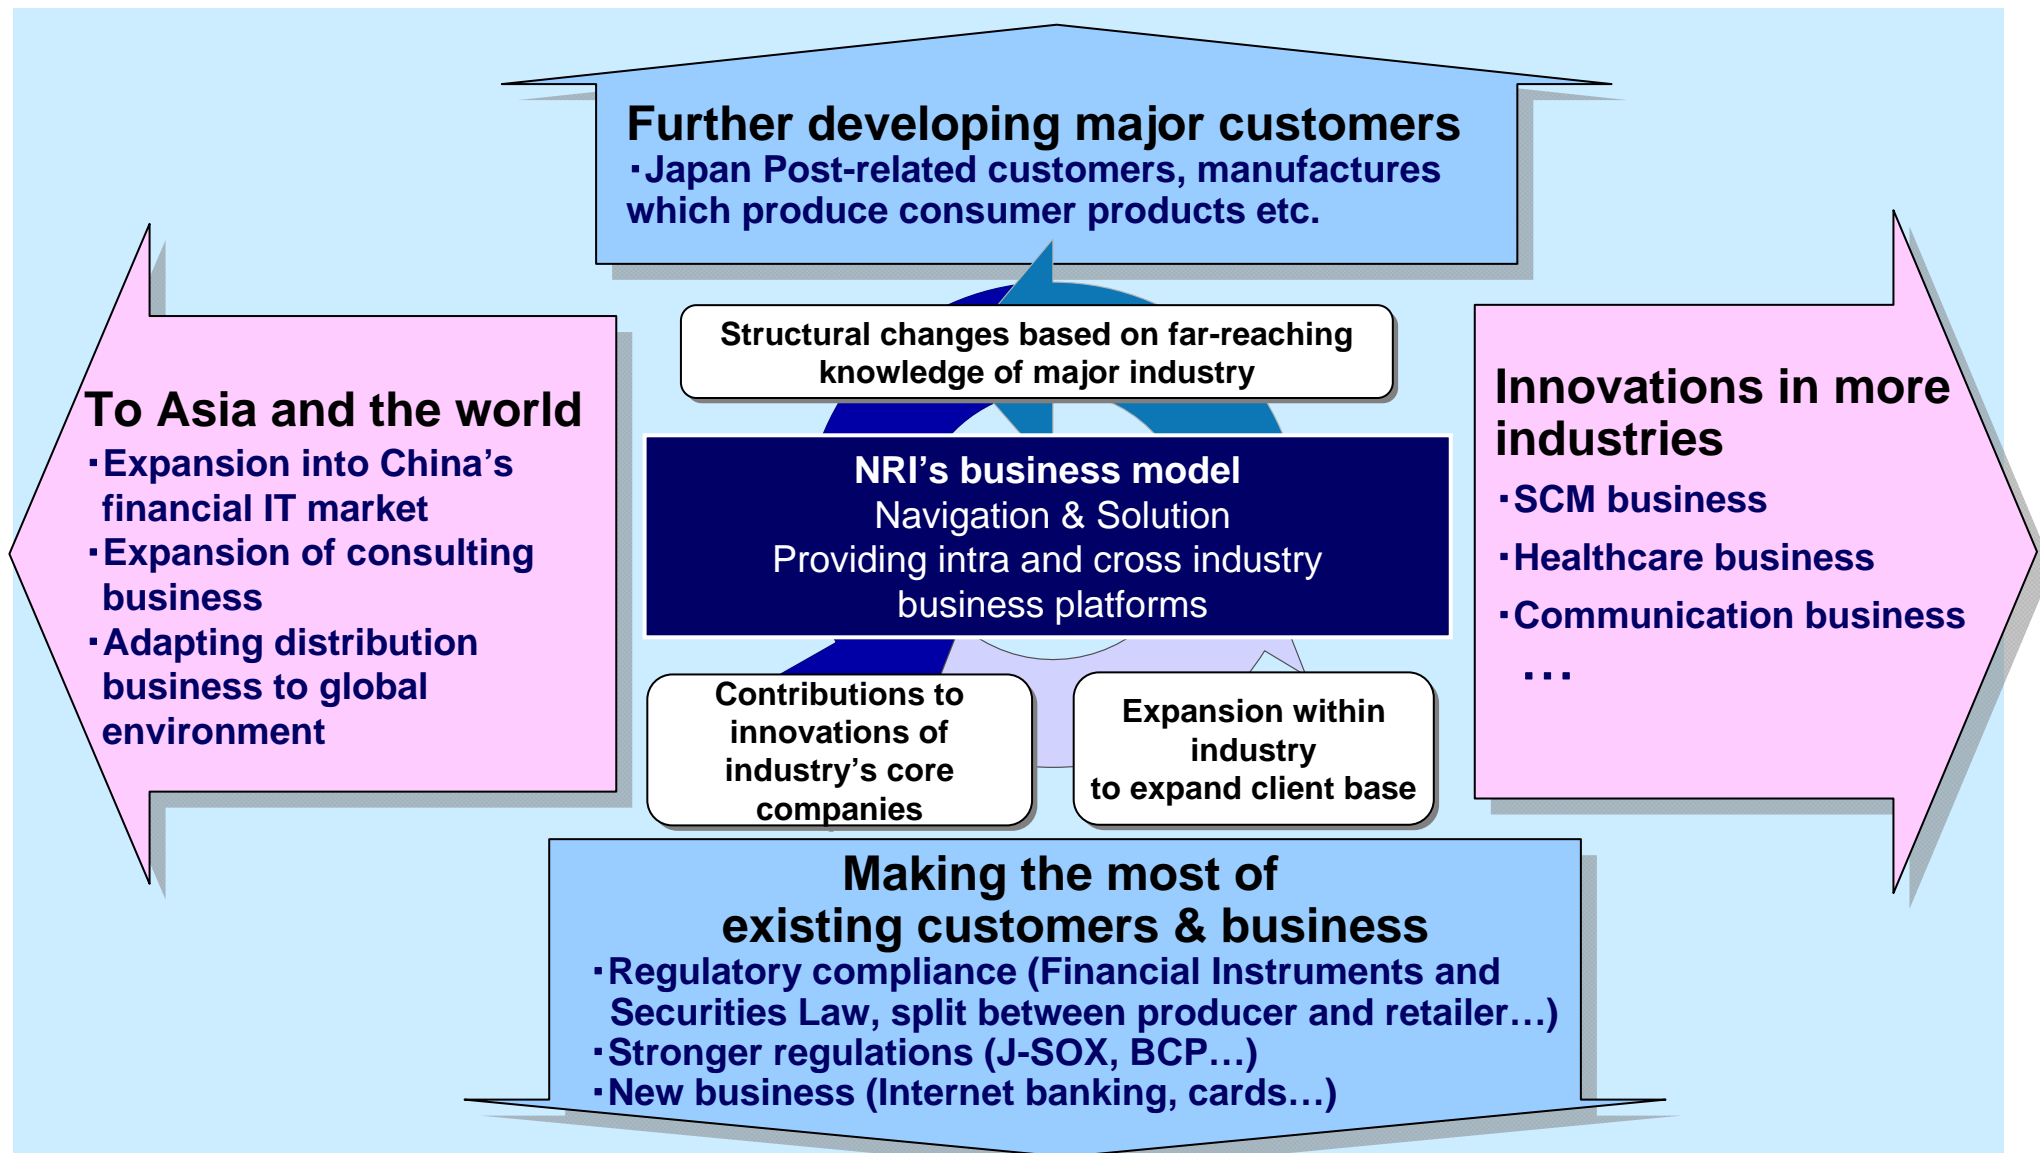 Further developing major customers
・Japan Post-related customers, manufactures
which produce consumer products etc.
Structural changes based on far-reaching
knowledge of major industry
To Asia and the world
・Expansion into China’s
financial IT market
・Expansion of consulting
business
・Adapting distribution
business to global
environment
NRI’s business model
Navigation & Solution
Providing intra and cross industry
business platforms
Innovations in more
industries
・SCM business
・Healthcare business
・Communication business
…
Contributions to
innovations of
industry’s core
companies
Expansion within
industry
to expand client base
Making the most of
existing customers & business
・Regulatory compliance (Financial Instruments and
Securities Law, split between producer and retailer…)
・Stronger regulations (J-SOX, BCP…)
・New business (Internet banking, cards…)